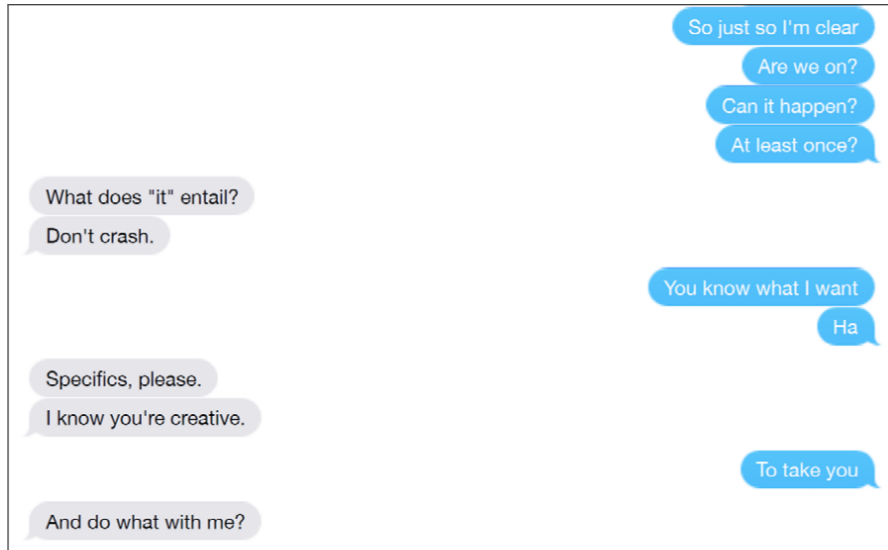 So just so I'm clear
Are we on?
Can it happen?
At least once?
What does "it" entail?
Don't crash.
You know what I want
Ha
Specifics, please.
I know you're creative.
To take you
And do what with me?